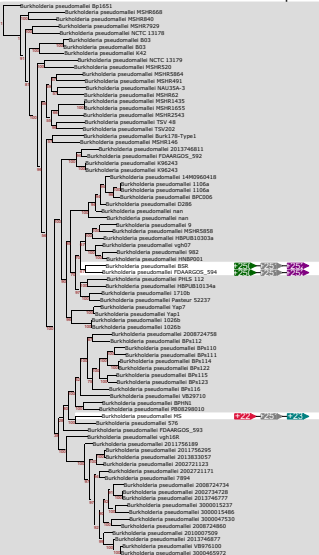 Burkholderia pseudomallei Bp1651
Burkholderia pseudomallei MSHR668
Burkholderia pseudomallei MSHR840
Burkholderia pseudomallei MSHR7929
Burkholderia pseudomallei NCTC 13178
Burkholderia pseudomallei B03
Burkholderia pseudomallei B03
Burkholderia pseudomallei K42
Burkholderia pseudomallei NCTC 13179
Burkholderia pseudomallei MSHR520
Burkholderia pseudomallei MSHR5864
Burkholderia pseudomallei MSHR491
Burkholderia pseudomallei NAU35A-3
Burkholderia pseudomallei MSHR62
Burkholderia pseudomallei MSHR1435
Burkholderia pseudomallei MSHR1655
Burkholderia pseudomallei MSHR2543
Burkholderia pseudomallei TSV 48
Burkholderia pseudomallei TSV202
Burkholderia pseudomallei Burk178-Type1
Burkholderia pseudomallei MSHR146
Burkholderia pseudomallei 2013746811
Burkholderia pseudomallei FDAARGOS_592
Burkholderia pseudomallei K96243
Burkholderia pseudomallei K96243
Burkholderia pseudomallei 14M0960418
Burkholderia pseudomallei 1106a
Burkholderia pseudomallei 1106a
Burkholderia pseudomallei BPC006
Burkholderia pseudomallei D286
Burkholderia pseudomallei nan
Burkholderia pseudomallei nan
Burkholderia pseudomallei 9
Burkholderia pseudomallei MSHR5858
Burkholderia pseudomallei HBPUB10303a
Burkholderia pseudomallei vgh07
Burkholderia pseudomallei 982
Burkholderia pseudomallei HNBP001
Burkholderia pseudomallei BSR
Burkholderia pseudomallei FDAARGOS_594
Burkholderia pseudomallei PHLS 112
Burkholderia pseudomallei HBPUB10134a
Burkholderia pseudomallei 1710b
Burkholderia pseudomallei Pasteur 52237
Burkholderia pseudomallei Yap7
Burkholderia pseudomallei Yap1
Burkholderia pseudomallei 1026b
Burkholderia pseudomallei 1026b
Burkholderia pseudomallei 2008724758
Burkholderia pseudomallei BPs112
Burkholderia pseudomallei BPs110
Burkholderia pseudomallei BPs111
Burkholderia pseudomallei BPs114
Burkholderia pseudomallei BPs122
Burkholderia pseudomallei BPs115
Burkholderia pseudomallei BPs123
Burkholderia pseudomallei BPs116
Burkholderia pseudomallei VB29710
Burkholderia pseudomallei BPHN1
Burkholderia pseudomallei PB08298010
Burkholderia pseudomallei MS +22 +25 +23
Burkholderia pseudomallei 576
Burkholderia pseudomallei FDAARGOS_593
Burkholderia pseudomallei vgh16R
Burkholderia pseudomallei 2011756189
Burkholderia pseudomallei 2011756295
Burkholderia pseudomallei 2013833057
Burkholderia pseudomallei 2002721123
Burkholderia pseudomallei 2002721171
Burkholderia pseudomallei 7894
Burkholderia pseudomallei 2008724734
Burkholderia pseudomallei 2002734728
Burkholderia pseudomallei 2013746777
Burkholderia pseudomallei 3000015237
Burkholderia pseudomallei 3000015486
Burkholderia pseudomallei 3000047530
Burkholderia pseudomallei 2008724860
Burkholderia pseudomallei 2010007509
Burkholderia pseudomallei 2013746877
Burkholderia pseudomallei VB976100
Burkholderia pseudomallei 3000465972